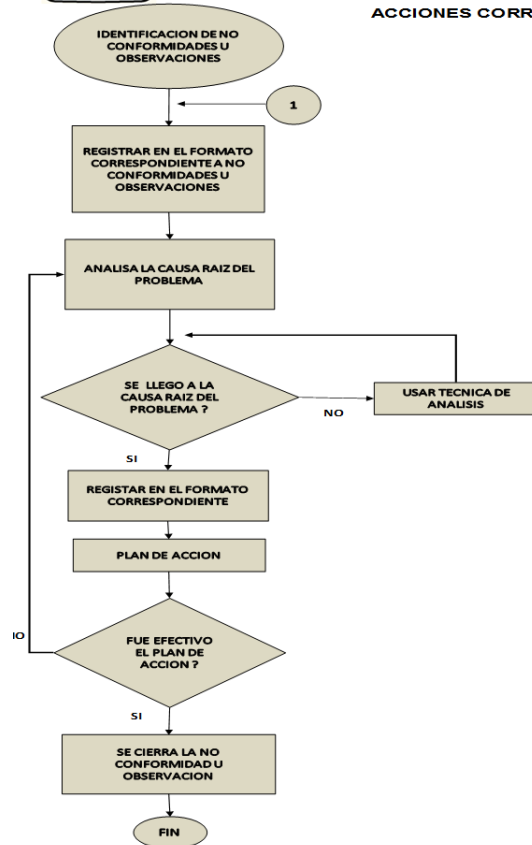 ACCIONES CORR
IDENTIFICACION DE NO
CONFORMIDADES U
OBSERVACIONES
1
REGISTRAR EN EL FORMATO
CORRESPONDIENTE A NO
CONFORMIDADES U
OBSERVACIONES
ANALISA LA CAUSA RAIZ DEL
PROBLEMA
SE LLEGO A LA
CAUSA RAIZ DEL
PROBLEMA ?
NO
USAR TECNICA DE
ANALISIS
SI
REGISTAR EN EL FORMATO
CORRESPONDIENTE
PLAN DE ACCION
FUE EFECTIVO
EL PLAN DE
ACCION ?
IO
SI
SE CIERRA LA NO
CONFORMIDAD U
OBSERVACION
FIN